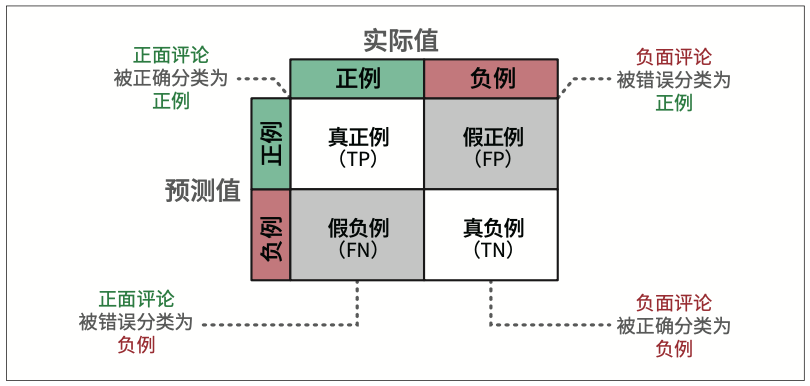 实际值
正面评论
被正确分类为
正例
正例
负例
负面评论
被错误分类为
正例
预测值
正例
真正例
（TP）
假正例
（FP）
负例
假负例
（FN）
真负例
（TN）
正面评论
被错误分类为
负例
负面评论
被正确分类为
负例